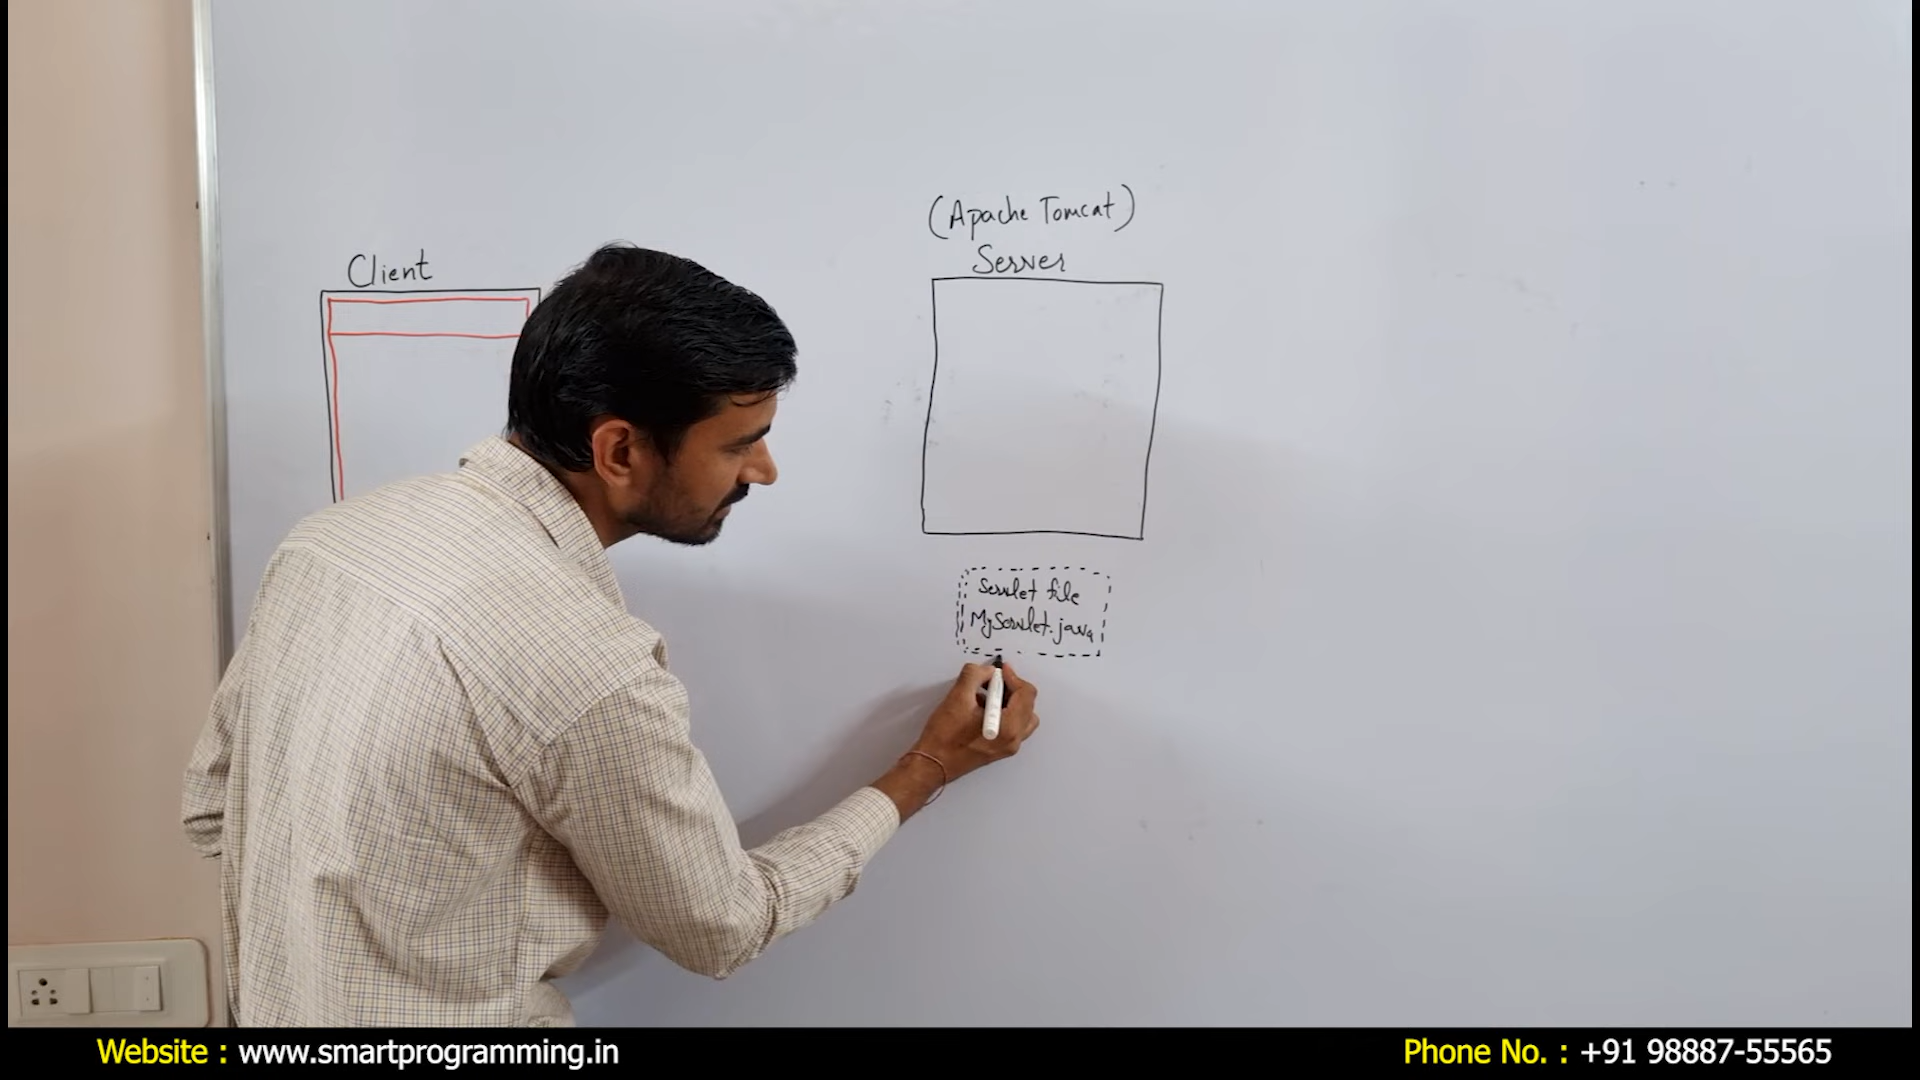 (Apache Tomcat)
Server
Client
Servlet file
MyServlet.java
Website : www.smartprogramming.in
Phone No. : +91 98887-55565